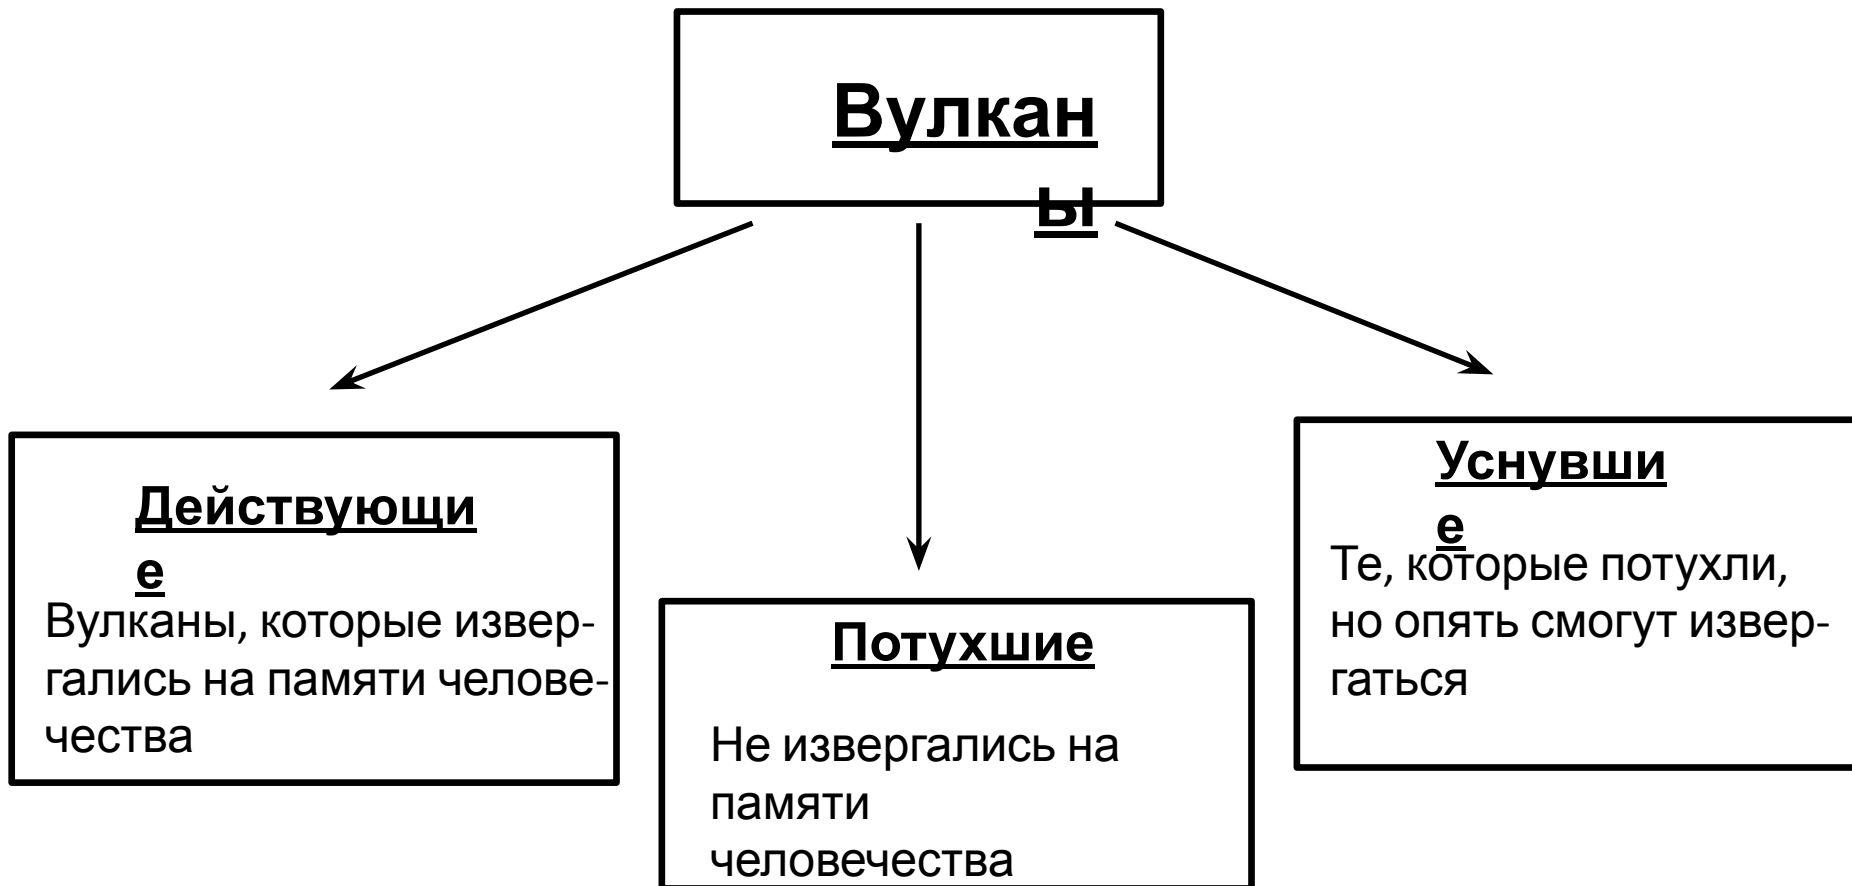 Вулкан
ы
Действующи
е
Вулканы, которые извер-
гались на памяти челове-
чества
Потухшие
Не извергались на
памяти
человечества
Уснувши
е
Те, которые потухли,
но опять смогут извер-
гаться